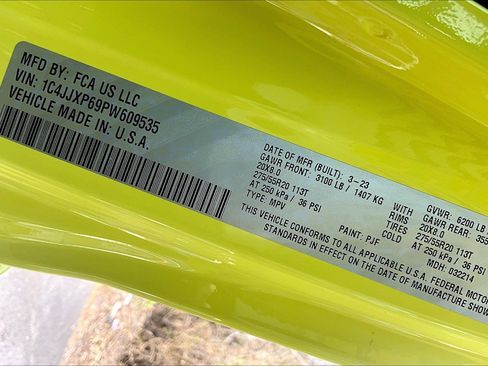 MFD BY: FCA US LLC
VIN: 1C4JJXP69PW609535
VEHICLE MADE IN U.S.A.
DATE OF MFR (BUILT): 3-23
GAWR FRONT: 3100 LB / 1407 KG WITH
20X8.0 RIMS
275/55R20 113T TIRES
AT 250 kPa / 36 PSI COLD
TYPE: MPV
GVWR: 6200 LB
GAWR REAR: 355
20X8.0
275/55R20 113T
AT 250 kPa / 36 PSI
PAINT: PJF MDH: 032214
THIS VEHICLE CONFORMS TO ALL APPLICABLE U.S.A. FEDERAL MOTOR
STANDARDS IN EFFECT ON THE DATE OF MANUFACTURE SHOW